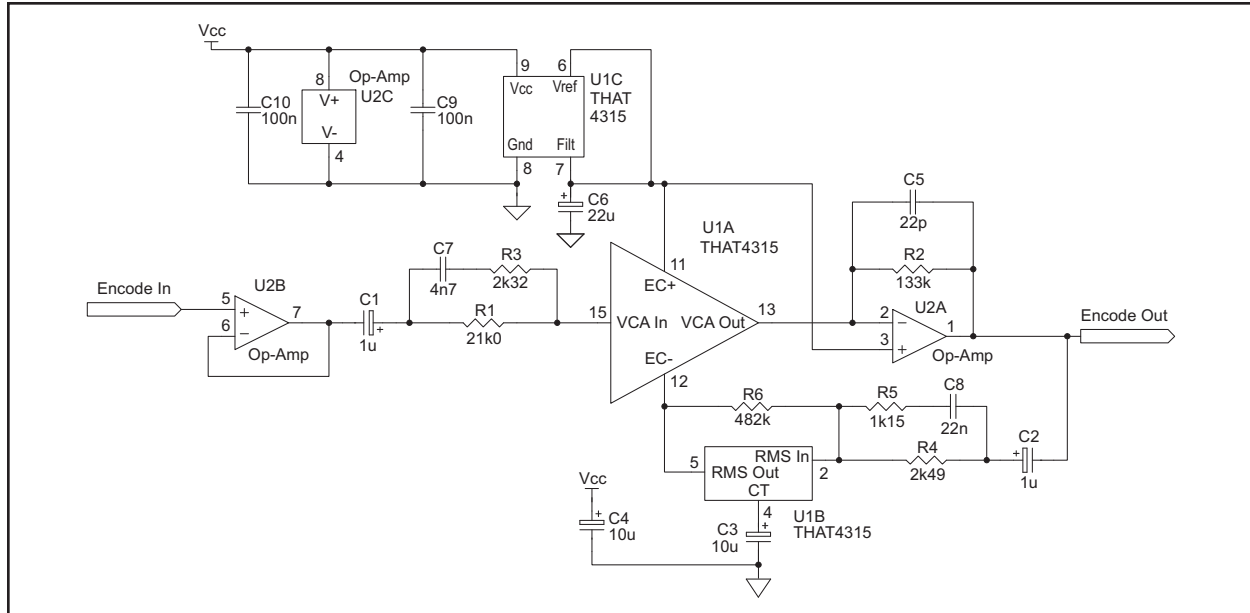 Vcc
8
Op-Amp
U2C
V+
V-
4
C10
100n
C9
100n
9
6
Vcc
Vref
Gnd
Filt
8
7
U1C
THAT
4315
+
C6
22u
U1A
THAT4315
C5
22p
R2
133k
Encode In
5
6
+
−
U2B
7
Op-Amp
C1
+
1u
C7
4n7
R3
2k32
R1
21k0
15
VCA In
11
EC+
VCA Out
13
EC-
12
2
3
−
+
U2A
1
Op-Amp
Encode Out
R6
482k
R5
1k15
C8
22n
R4
2k49
C2
+
1u
5
RMS In
RMS Out
2
CT
4
U1B
THAT4315
Vcc
+
C4
10u
C3
+
10u